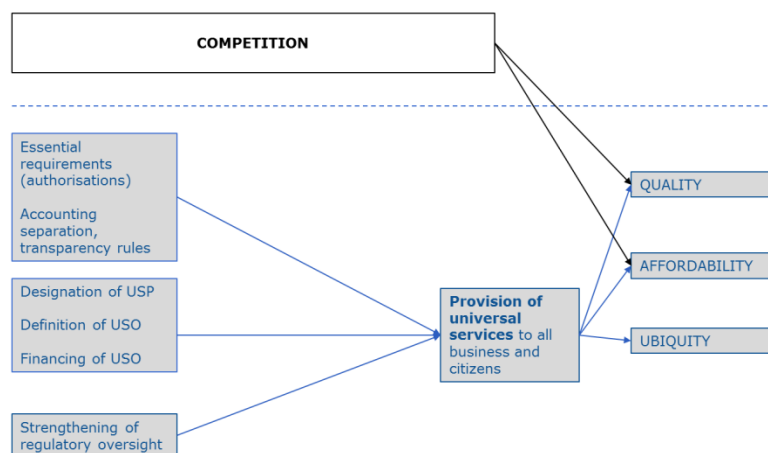 COMPETITION
Essential
requirements
(authorisations)
Accounting
separation,
transparency rules
Designation of USP
Definition of USO
Financing of USO
Strengthening of
regulatory oversight
Provision of
universal
services to all
business and
citizens
QUALITY
AFFORDABILITY
UBIQUITY